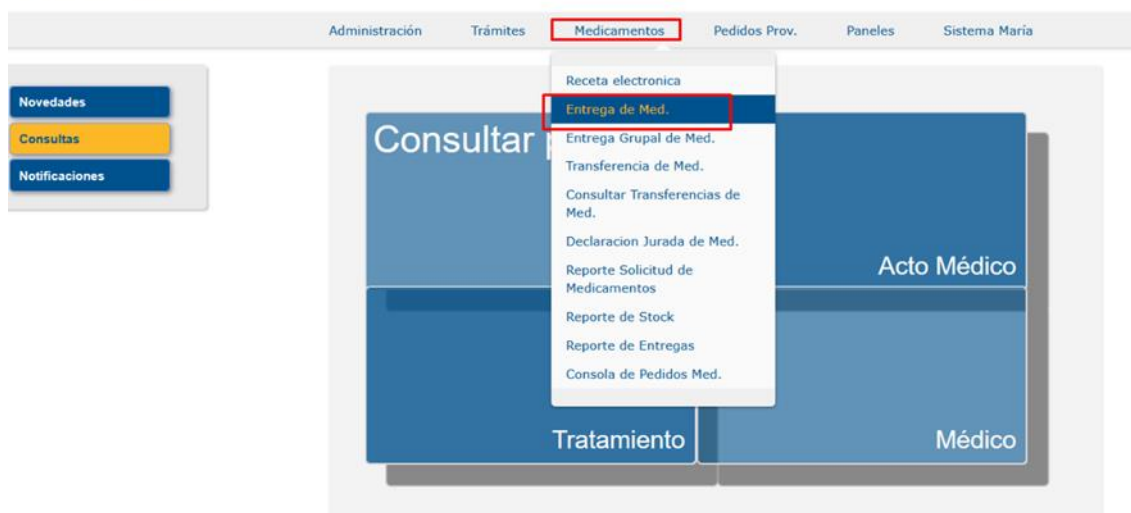 Administración Trámites Medicamentos Pedidos Prov. Paneles Sistema María
Novedades
Consultas
Notificaciones
Receta electronica
Entrega de Med.
Entrega Grupal de Med.
Transferencia de Med.
Consultar Transferencias de
Med.
Declaracion Jurada de Med.
Reporte Solicitud de
Medicamentos
Reporte de Stock
Reporte de Entregas
Consola de Pedidos Med.
Consultar
Acto Médico
Tratamiento
Médico